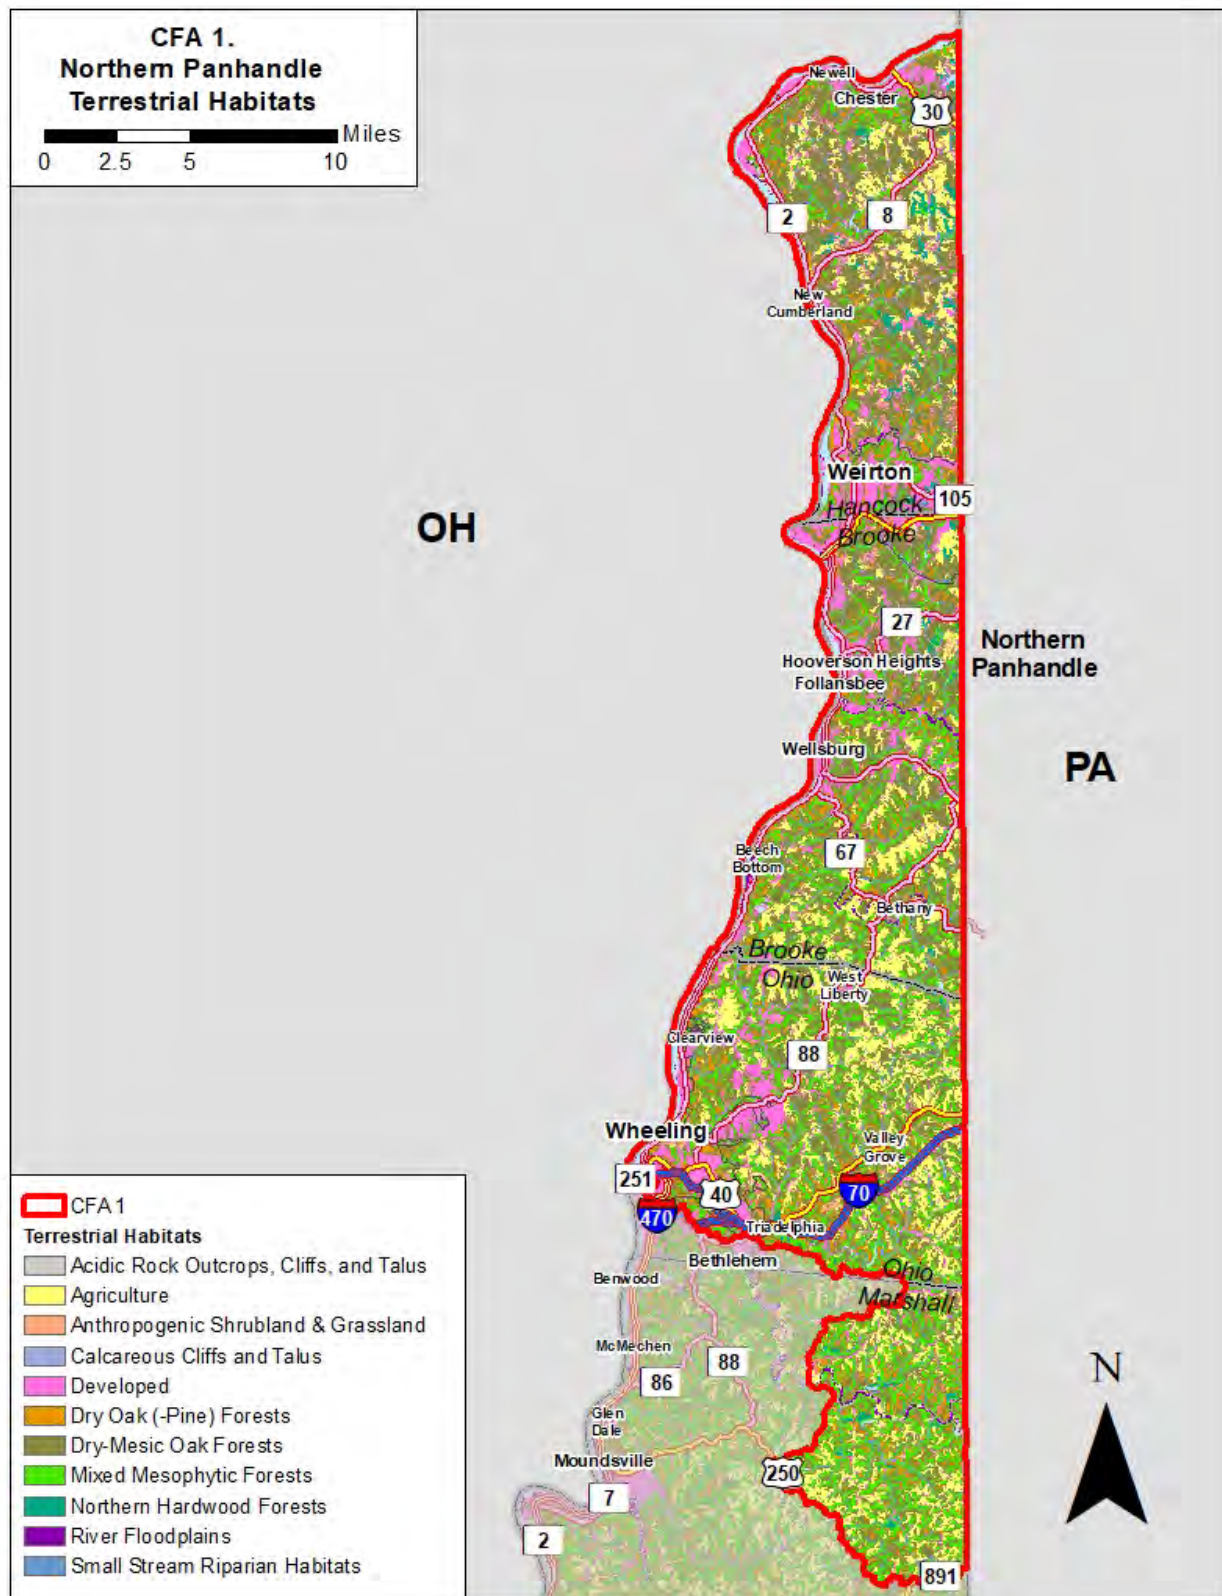 CFA 1.
Northern Panhandle
Terrestrial Habitats
Miles
0 2.5 5 10
Newell
Chester
30
2
8
New
Cumberland
Weirton
105
Hancock
Brooke
OH
27
Northern
Panhandle
Hooverson Heights
Follansbee
Wellsburg
PA
67
Beech
Bottom
Bethany
Brooke
Ohio
West
Liberty
Clearview
88
Wheeling
Valley
Grove
251
40
70
470
Triadelphia
Bethlehem
Benwood
Ohio
Marshall
McMechen
88
86
Glen
Dale
Moundsville
250
7
2
891
N
CFA 1
Terrestrial Habitats
Acidic Rock Outcrops, Cliffs, and Talus
Agriculture
Anthropogenic Shrubland & Grassland
Calcareous Cliffs and Talus
Developed
Dry Oak (-Pine) Forests
Dry-Mesic Oak Forests
Mixed Mesophytic Forests
Northern Hardwood Forests
River Floodplains
Small Stream Riparian Habitats